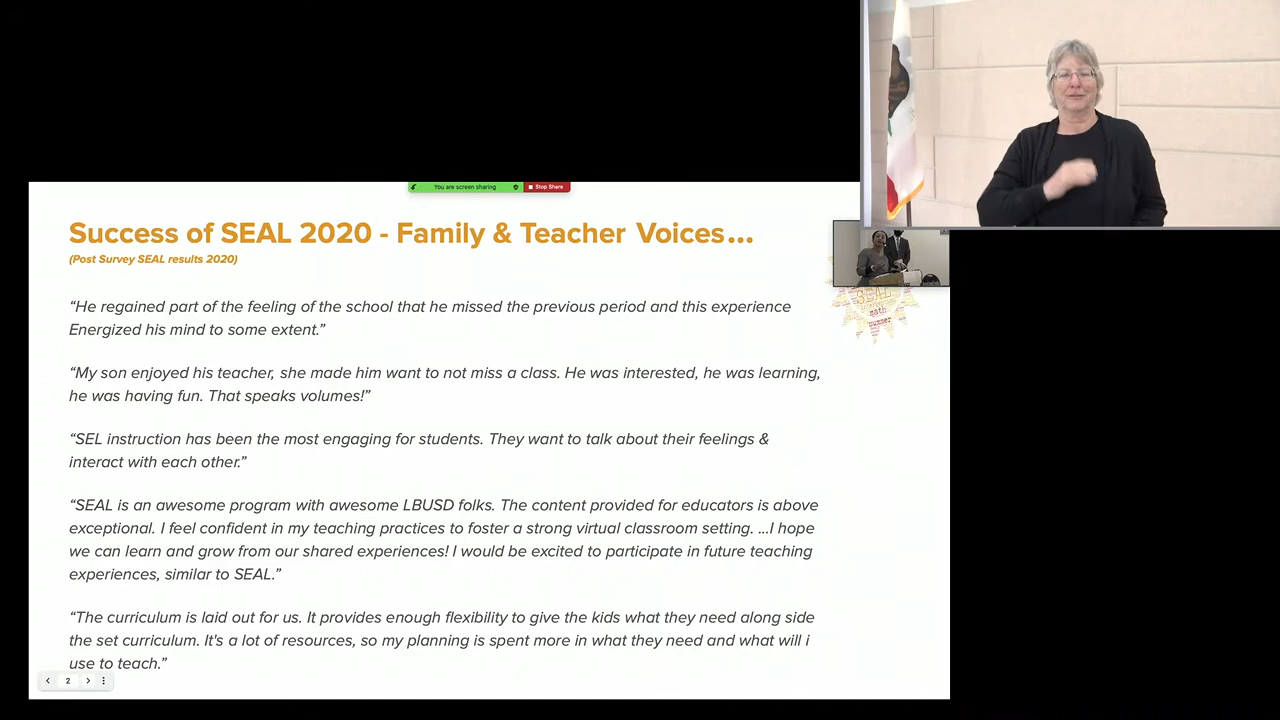 You are screen sharing
Stop Share
Success of SEAL 2020 - Family & Teacher Voices...
(Post Survey SEAL results 2020)
“He regained part of the feeling of the school that he missed the previous period and this experience
Energized his mind to some extent.”
“My son enjoyed his teacher, she made him want to not miss a class. He was interested, he was learning,
he was having fun. That speaks volumes!”
“SEL instruction has been the most engaging for students. They want to talk about their feelings &
interact with each other.”
“SEAL is an awesome program with awesome LBUSD folks. The content provided for educators is above
exceptional. I feel confident in my teaching practices to foster a strong virtual classroom setting. ...I hope
we can learn and grow from our shared experiences! I would be excited to participate in future teaching
experiences, similar to SEAL.”
“The curriculum is laid out for us. It provides enough flexibility to give the kids what they need along side
the set curriculum. It's a lot of resources, so my planning is spent more in what they need and what will i
use to teach.”
2
SEAL
math
summer